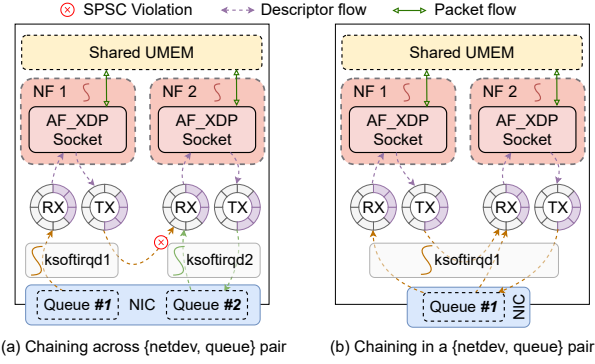 SPSC Violation Descriptor flow Packet flow
Shared UMEM
NF 1 NF 2
AF_XDP
Socket
AF_XDP
Socket
RX TX RX TX
ksoftirqd1 ksoftirqd2
Queue #1 NIC Queue #2
(a) Chaining across {netdev, queue} pair
Shared UMEM
NF 1 NF 2
AF_XDP
Socket
AF_XDP
Socket
RX TX RX TX
ksoftirqd1
Queue #1 NIC
(b) Chaining in a {netdev, queue} pair